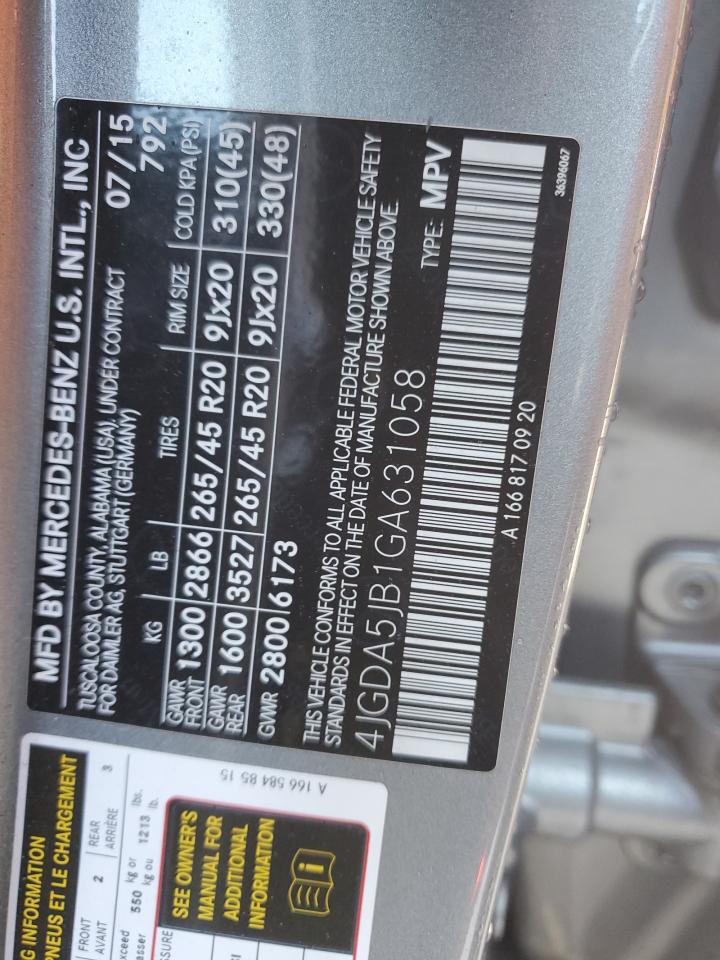 MFD BY MERCEDES-BENZ U.S. INTL., INC
TUSCALOOSA COUNTY, ALABAMA (USA), UNDER CONTRACT 07/15
FOR DAIMLER AG, STUTTGART (GERMANY) 792
KG LB TIRES RIM SIZE COLD KPA(PSI)
GAWR FRONT 1300 2866 265/45 R20 9Jx20 310(45)
GAWR REAR 1600 3527 265/45 R20 9Jx20 330(48)
GVWR 2800 6173
THIS VEHICLE CONFORMS TO ALL APPLICABLE FEDERAL MOTOR VEHICLE SAFETY
STANDARDS IN EFFECT ON THE DATE OF MANUFACTURE SHOWN ABOVE.
4JGDA5JB1GA631058 TYPE: MPV
A 166 817 09 20
36396067
A 166 584 85 15
G INFORMATION
PNEUS ET LE CHARGEMENT
FRONT 2 REAR 3
AVANT ARRIÈRE
xceed 550 kg or 1213 lbs.
asser kg ou lb.
SSURE
SI
SEE OWNER'S
MANUAL FOR
ADDITIONAL
INFORMATION